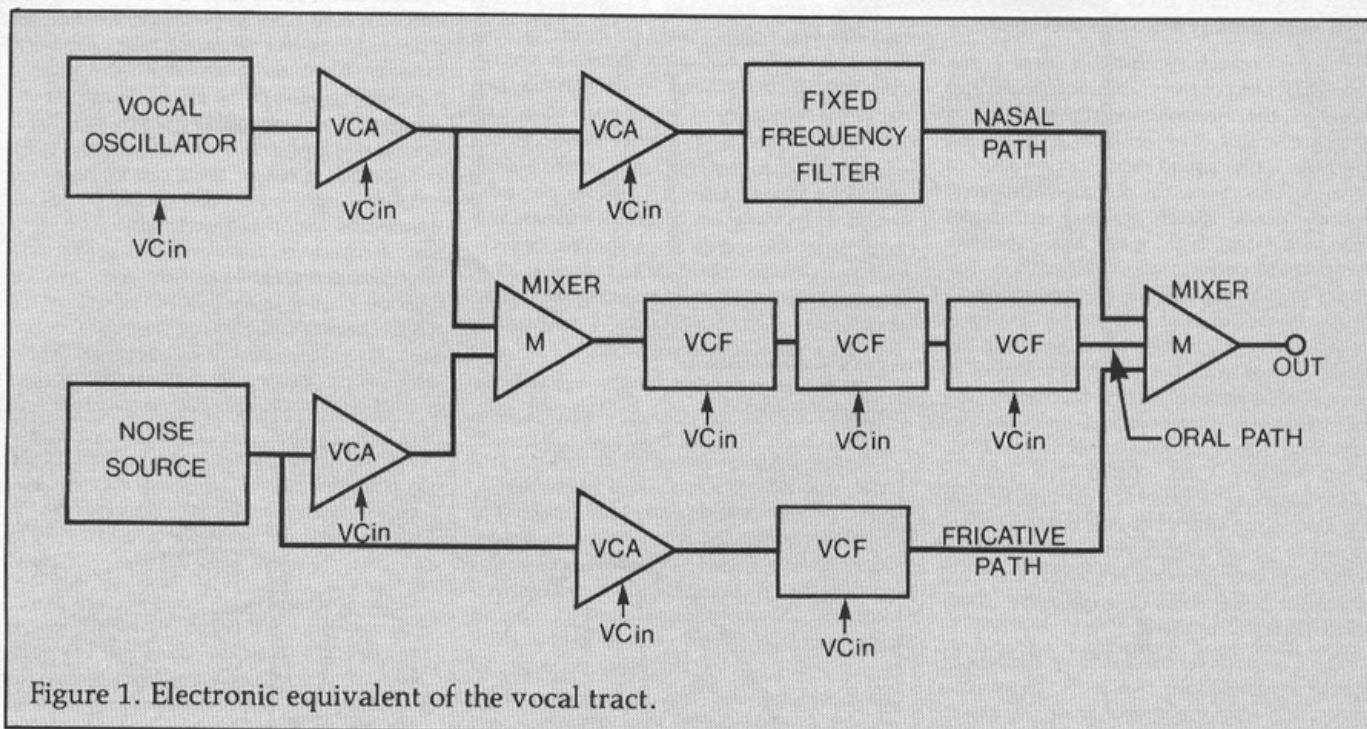 VOCAL
OSCILLATOR
VCin
VCA
VCin
VCA
VCin
FIXED
FREQUENCY
FILTER
NASAL
PATH
MIXER
M
VCF
VCin
VCF
VCin
VCF
VCin
MIXER
M
OUT
ORAL PATH
NOISE
SOURCE
VCA
VCin
VCA
VCin
VCF
VCin
FRICATIVE
PATH
Figure 1. Electronic equivalent of the vocal tract.